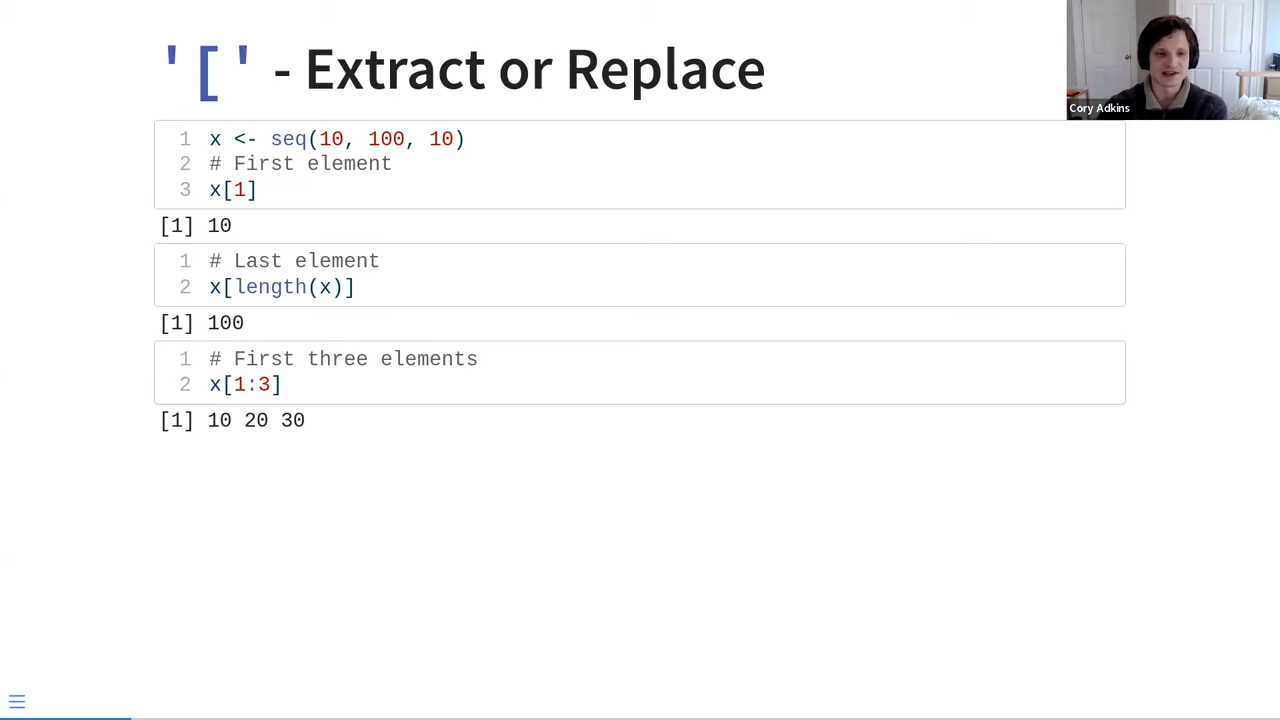 '[' - Extract or Replace
Cory Adkins
1 x <- seq(10, 100, 10)
2 # First element
3 x[1]
[1] 10
1 # Last element
2 x[length(x)]
[1] 100
1 # First three elements
2 x[1:3]
[1] 10 20 30